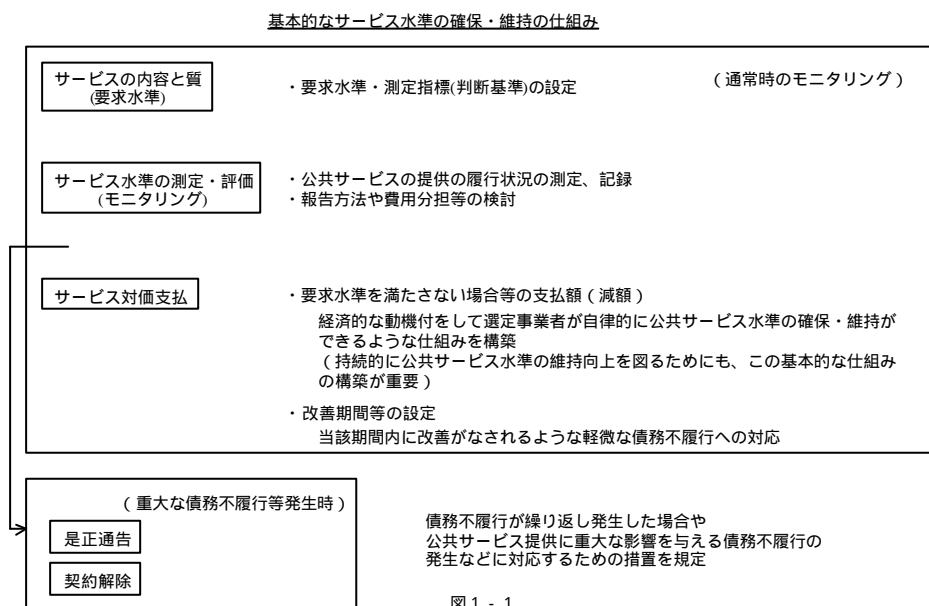 基本的なサービス水準の確保・維持の仕組み
サービスの内容と質
(要求水準)
・要求水準・測定指標(判断基準)の設定
（通常時のモニタリング）
サービス水準の測定・評価
(モニタリング)
・公共サービスの提供の履行状況の測定、記録
・報告方法や費用分担等の検討
サービス対価支払
・要求水準を満たさない場合等の支払額（減額）
経済的な動機付をして選定事業者が自律的に公共サービス水準の確保・維持が
できるような仕組みを構築
（持続的に公共サービス水準の維持向上を図るためにも、この基本的な仕組み
の構築が重要）
・改善期間等の設定
当該期間内に改善がなされるような軽微な債務不履行への対応
（重大な債務不履行等発生時）
是正通告
契約解除
債務不履行が繰り返し発生した場合や
公共サービス提供に重大な影響を与える債務不履行の
発生などに対応するための措置を規定
図１-１